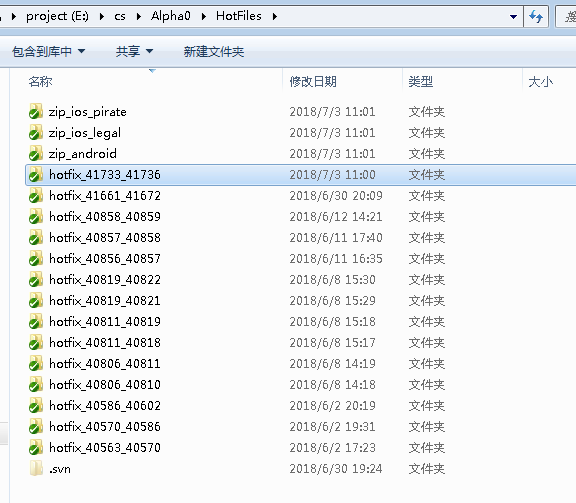 project (E:) cs Alpha0 HotFiles
包含到库中 共享 新建文件夹
名称 修改日期 类型 大小
zip_ios_pirate 2018/7/3 11:01 文件夹
zip_ios_legal 2018/7/3 11:01 文件夹
zip_android 2018/7/3 11:01 文件夹
hotfix_41733_41736 2018/7/3 11:00 文件夹
hotfix_41661_41672 2018/6/30 20:09 文件夹
hotfix_40858_40859 2018/6/12 14:21 文件夹
hotfix_40857_40858 2018/6/11 17:40 文件夹
hotfix_40856_40857 2018/6/11 16:35 文件夹
hotfix_40819_40822 2018/6/8 15:30 文件夹
hotfix_40819_40821 2018/6/8 15:29 文件夹
hotfix_40811_40819 2018/6/8 15:18 文件夹
hotfix_40811_40818 2018/6/8 15:17 文件夹
hotfix_40806_40811 2018/6/8 14:19 文件夹
hotfix_40806_40810 2018/6/8 14:18 文件夹
hotfix_40586_40602 2018/6/2 20:19 文件夹
hotfix_40570_40586 2018/6/2 19:31 文件夹
hotfix_40563_40570 2018/6/2 17:23 文件夹
.svn 2018/6/30 19:24 文件夹